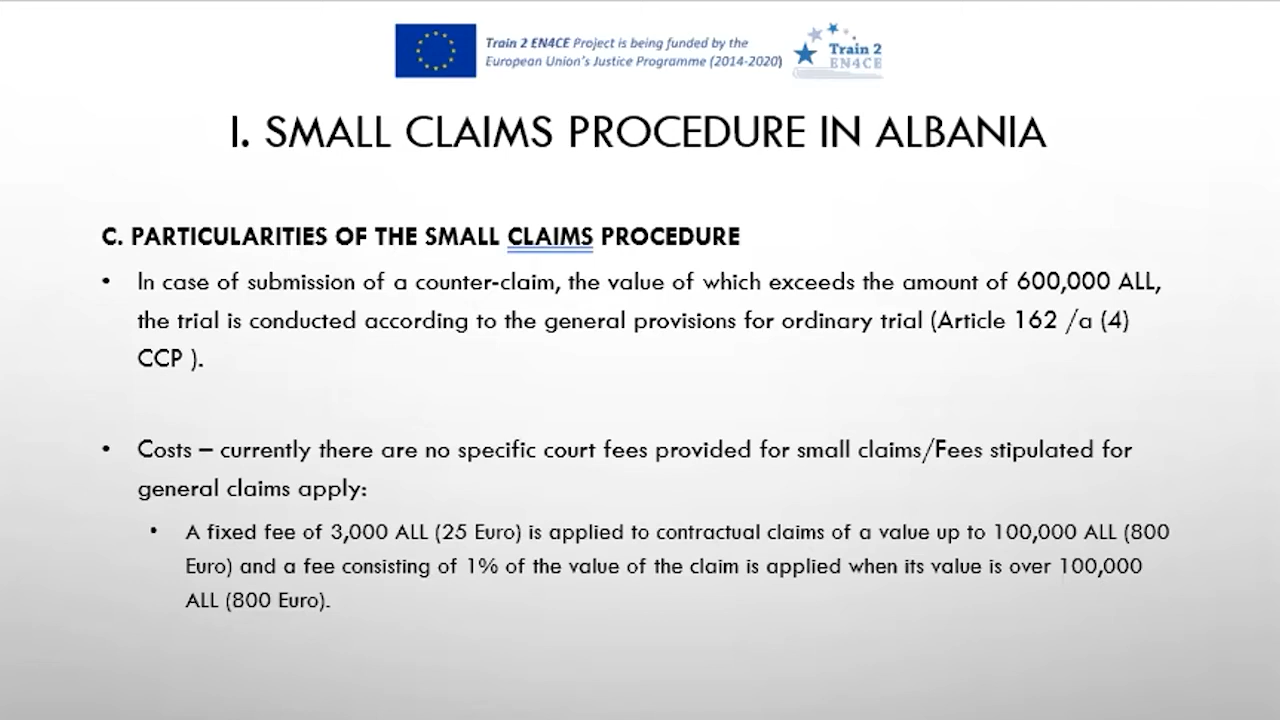 Train 2 EN4CE Project is being funded by the
European Union's Justice Programme (2014-2020)
Train 2
EN4CE
I. SMALL CLAIMS PROCEDURE IN ALBANIA
C. PARTICULARITIES OF THE SMALL CLAIMS PROCEDURE
• In case of submission of a counter-claim, the value of which exceeds the amount of 600,000 ALL,
the trial is conducted according to the general provisions for ordinary trial (Article 162 /a (4)
CCP ).
• Costs – currently there are no specific court fees provided for small claims/Fees stipulated for
general claims apply:
• A fixed fee of 3,000 ALL (25 Euro) is applied to contractual claims of a value up to 100,000 ALL (800
Euro) and a fee consisting of 1% of the value of the claim is applied when its value is over 100,000
ALL (800 Euro).